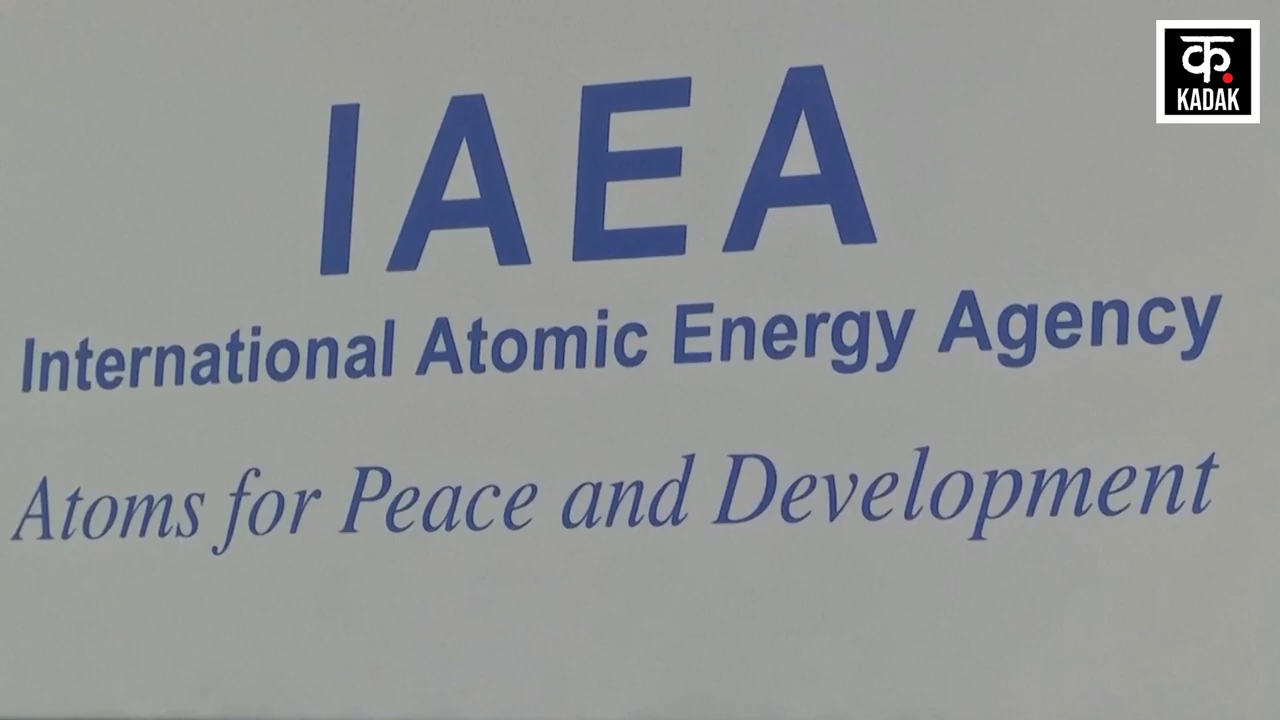 IAEA
International Atomic Energy Agency
Atoms for Peace and Development
क.
KADAK